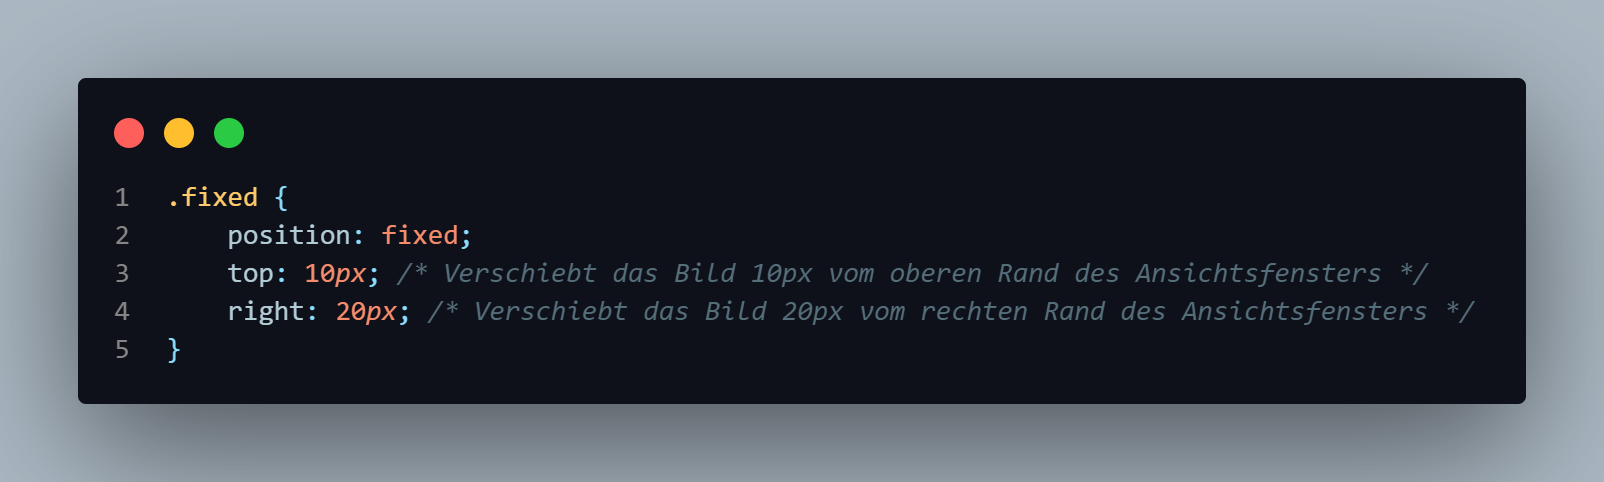 1 .fixed {
2 position: fixed;
3 top: 10px; /* Verschiebt das Bild 10px vom oberen Rand des Ansichtsfensters */
4 right: 20px; /* Verschiebt das Bild 20px vom rechten Rand des Ansichtsfensters */
5 }